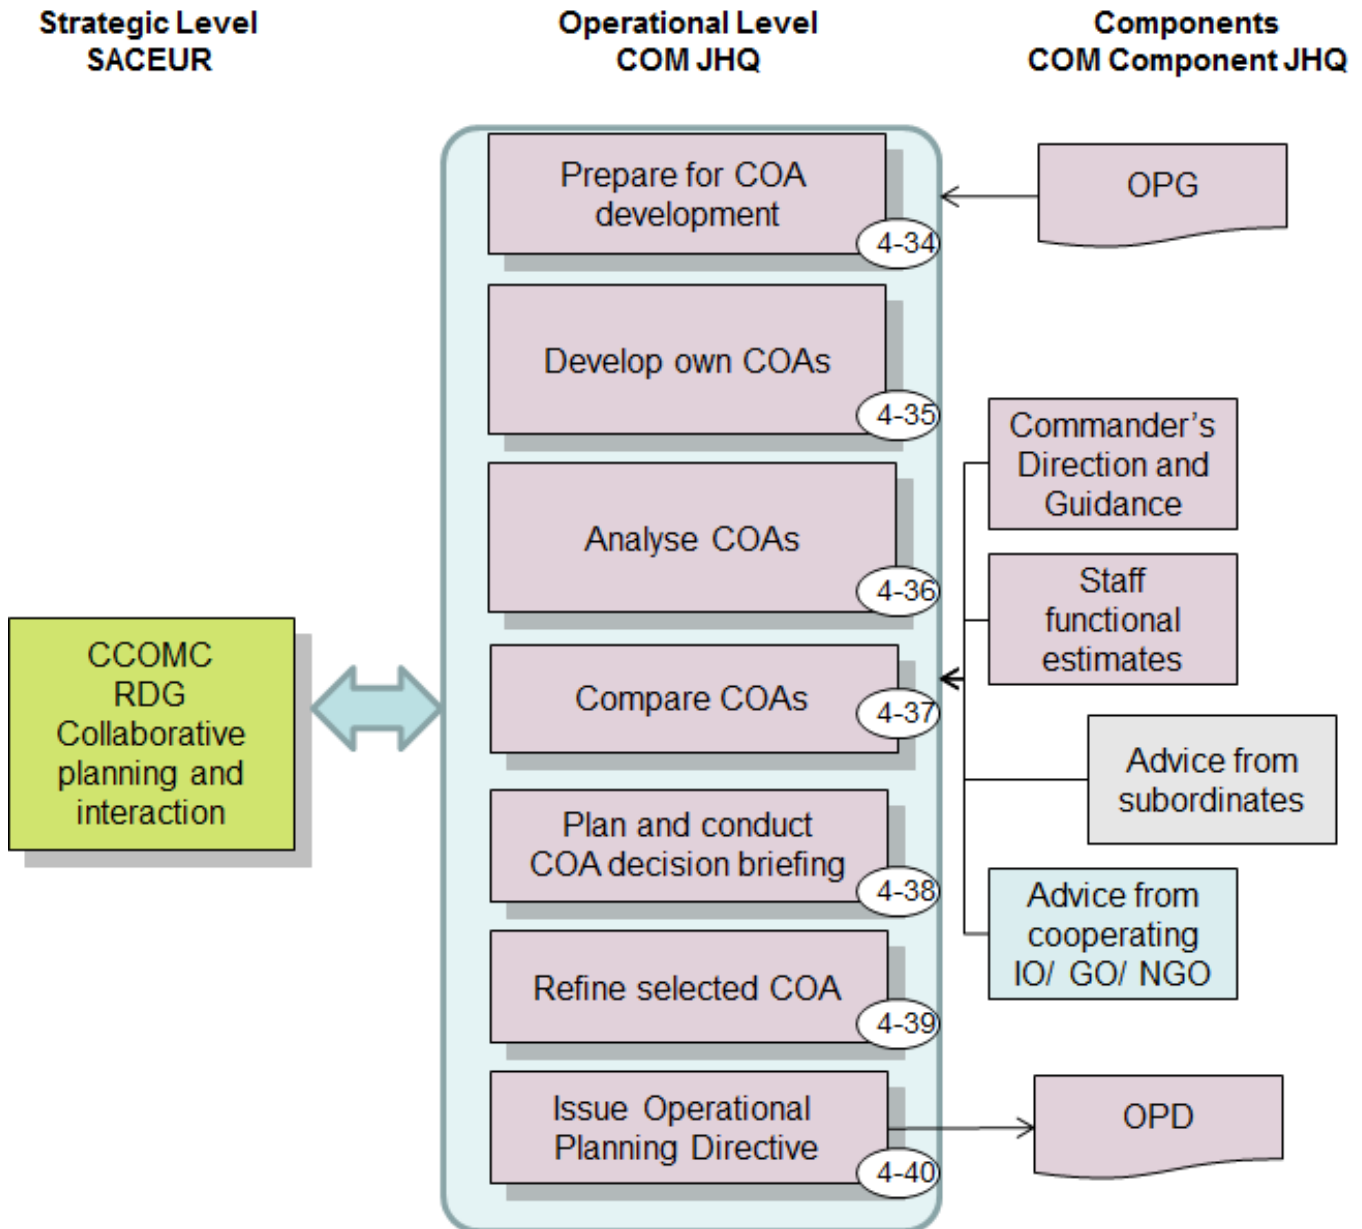 Strategic Level
SACEUR
Operational Level
COM JHQ
Components
COM Component JHQ
Prepare for COA
development
4-34
OPG
Develop own COAs
4-35
Commander's
Direction and
Guidance
Analyse COAs
4-36
Staff
functional
estimates
CCOMC
RDG
Collaborative
planning and
interaction
Compare COAs
4-37
Advice from
subordinates
Plan and conduct
COA decision briefing
4-38
Advice from
cooperating
IO/ GO/ NGO
Refine selected COA
4-39
Issue Operational
Planning Directive
4-40
OPD